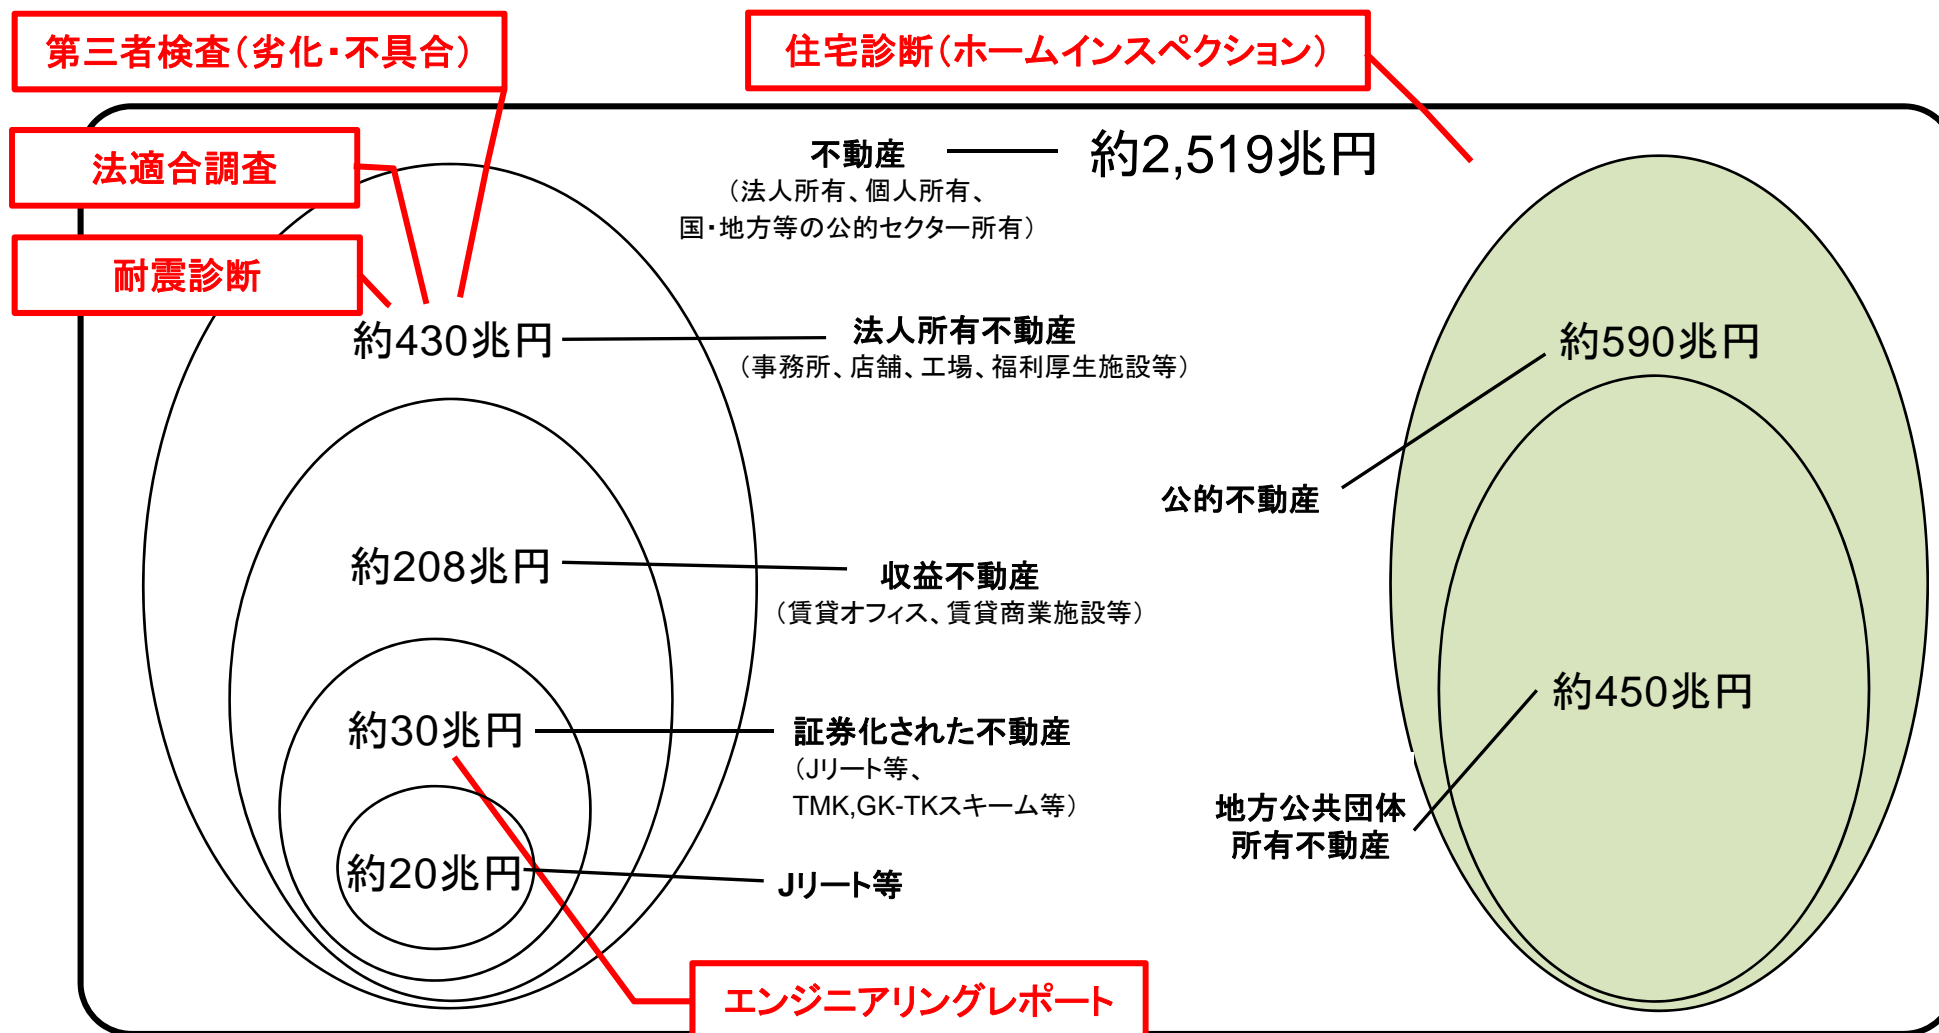 第三者検査（劣化・不具合）
住宅診断（ホームインスペクション）
法適合調査
耐震診断
不動産
約2,519兆円
（法人所有、個人所有、
国・地方等の公的セクター所有）
約430兆円
法人所有不動産
（事務所、店舗、工場、福利厚生施設等）
約590兆円
公的不動産
約208兆円
収益不動産
（賃貸オフィス、賃貸商業施設等）
約30兆円
証券化された不動産
（Jリート等、
TMK,GK-TKスキーム等）
約450兆円
地方公共団体
所有不動産
約20兆円
Jリート等
エンジニアリングレポート